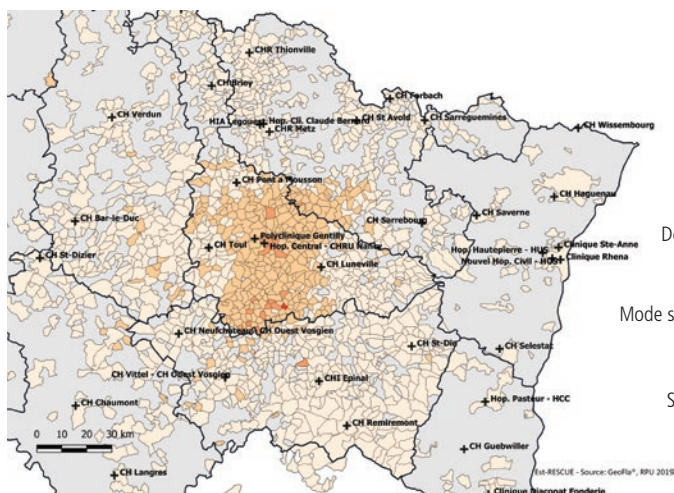 CHR Thionville
CH Briey
CH Forbach
CH Verdun
HIA Legouest
Hop. Cli. Claude Bernard
CH St Avold
CH Sarreguemines
CH Wissembourg
CHR Metz
CH Pont a Mousson
CH Haguenau
CH Bar-le-Duc
CH Sarrebourg
CH Saverne
De
Polyclinique Gentilly
CH Toul
Hop. Central - CHRU Nancy
Hop. Hautepierre - HUS
Clinique Ste-Anne
CH St-Dizier
Nouvel Hop. Civil - HUS
Clinique Rhena
CH Luneville
Mode s
CH Neufchateau - CH Ouest Vosgien
CH St-Die
CH Selestat
CH Vittel - CH Ouest Vosgien
CHI Epinal
S
CH Chaumont
Hop. Pasteur - HCC
CH Remiremont
0 10 20 30 km
CH Guebwiller
CH Langres
Est-RESCUE - Source: GeoFla®, RPU 2019
Clinique Diaconat Fonderie